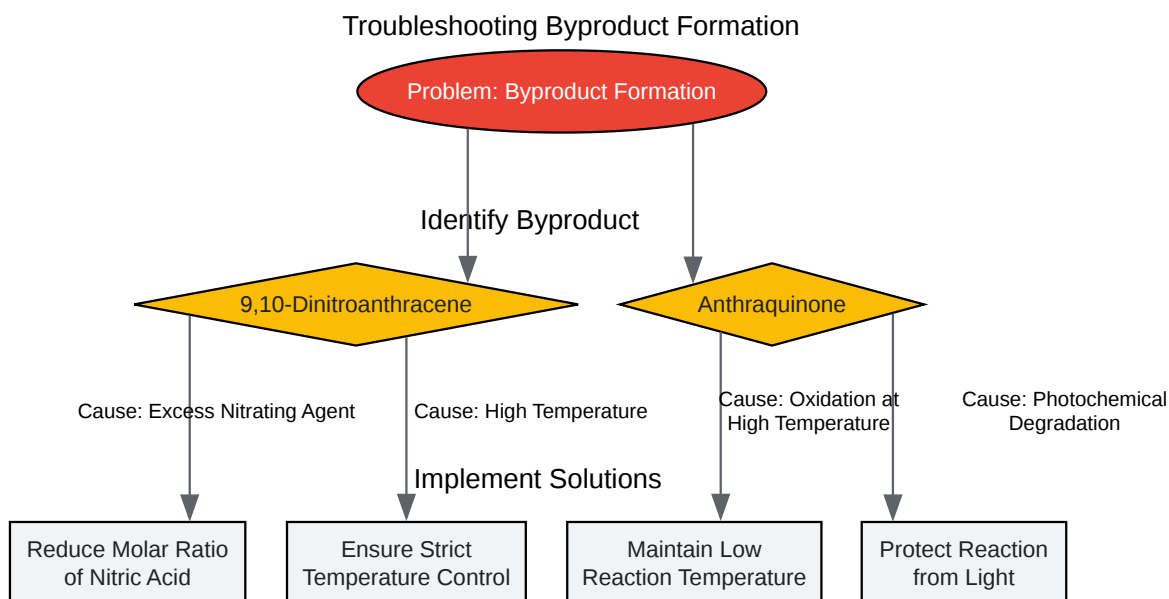 Troubleshooting Byproduct Formation
Problem: Byproduct Formation
Identify Byproduct
9,10-Dinitroanthracene
Anthraquinone
Cause: Excess Nitrating Agent
Cause: High Temperature
Cause: Oxidation at
High Temperature
Cause: Photochemical
Degradation
Implement Solutions
Reduce Molar Ratio
of Nitric Acid
Ensure Strict
Temperature Control
Maintain Low
Reaction Temperature
Protect Reaction
from Light